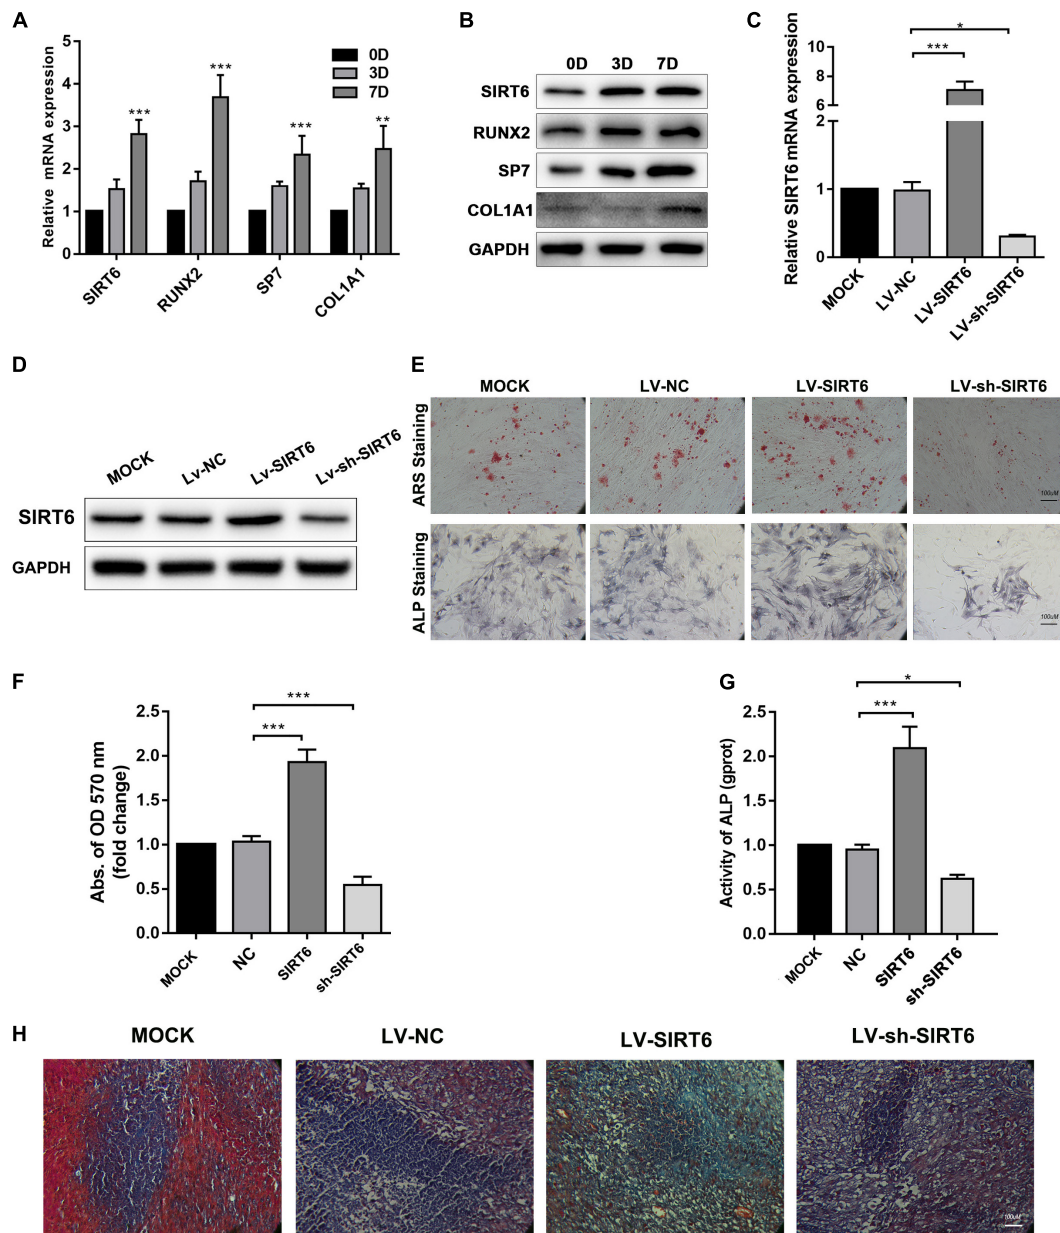 A
Relative mRNA expression
5
4
3
2
1
0
0D
3D
7D
***
***
***
**
SIRT6
RUNX2
SP7
COL1A1
B
0D 3D 7D
SIRT6
RUNX2
SP7
COL1A1
GAPDH
C
Relative SIRT6 mRNA expression
10
8
6
2
1
0
*
***
MOCK
LV-NC
LV-SIRT6
LV-sh-SIRT6
D
MOCK
Lv-NC
Lv-SIRT6
Lv-sh-SIRT6
SIRT6
GAPDH
E
MOCK LV-NC LV-SIRT6 LV-sh-SIRT6
ARS Staining
100uM
ALP Staining
100uM
F
Abs. of OD 570 nm
(fold change)
2.5
2.0
1.5
1.0
0.5
0.0
***
***
MOCK
NC
SIRT6
sh-SIRT6
G
Activity of ALP (gprot)
2.5
2.0
1.5
1.0
0.5
0.0
*
***
MOCK
NC
SIRT6
sh-SIRT6
H
MOCK LV-NC LV-SIRT6 LV-sh-SIRT6
100uM